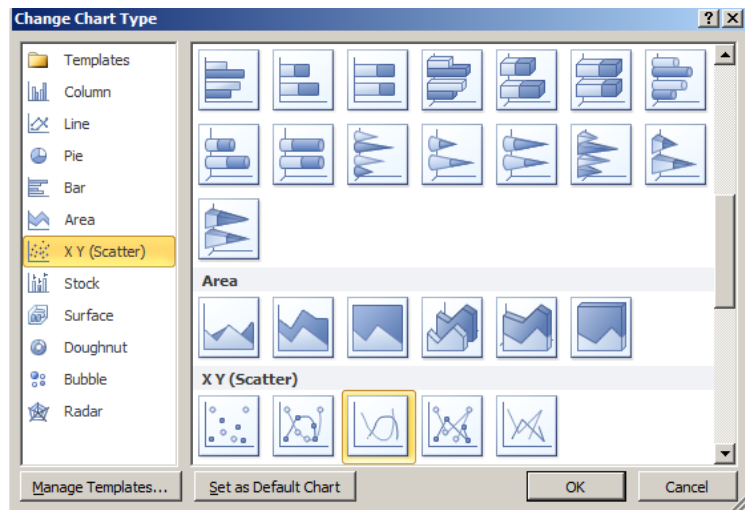 Change Chart Type
Templates
Column
Line
Pie
Bar
Area
X Y (Scatter)
Stock
Surface
Doughnut
Bubble
Radar
Area
X Y (Scatter)
Manage Templates...
Set as Default Chart
OK
Cancel